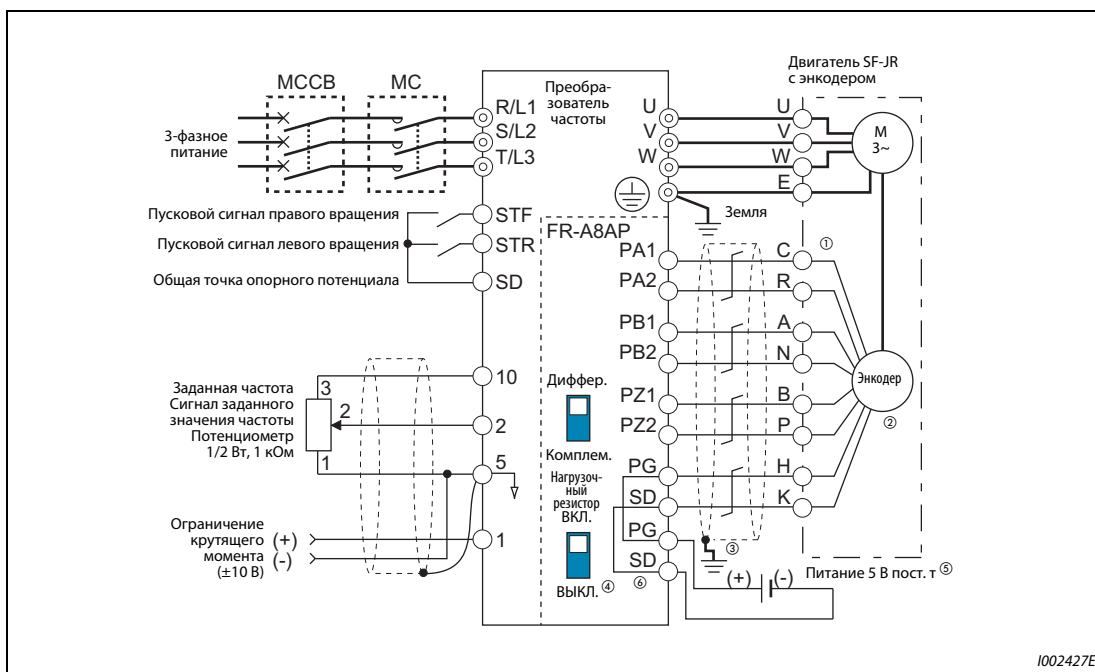 Двигатель SF-JR
с энкодером
MCCB
MC
3-фазное
питание
R/L1
S/L2
T/L3
Преобра-
зователь
частоты
U
V
W
U
V
W
E
M
3~
Земля
Пусковой сигнал правого вращения
STF
Пусковой сигнал левого вращения
STR
Общая точка опорного потенциала
SD
FR-A8AP
PA1
PA2
PB1
PB2
PZ1
PZ2
PG
SD
PG
SD
C
①
R
A
N
B
P
H
K
Энкодер
②
Диффер.
Комплем.
Нагрузоч-
ный
резистор
ВКЛ.
ВЫКЛ. ④
③
⑥
Питание 5 В пост. т ⑤
(+)
(-)
Заданная частота
Сигнал заданного
значения частоты
Потенциометр
1/2 Вт, 1 кОм
3
2
1
10
2
5
1
Ограничение
крутящего
момента
(±10 В)
(+)
(-)
I002427E